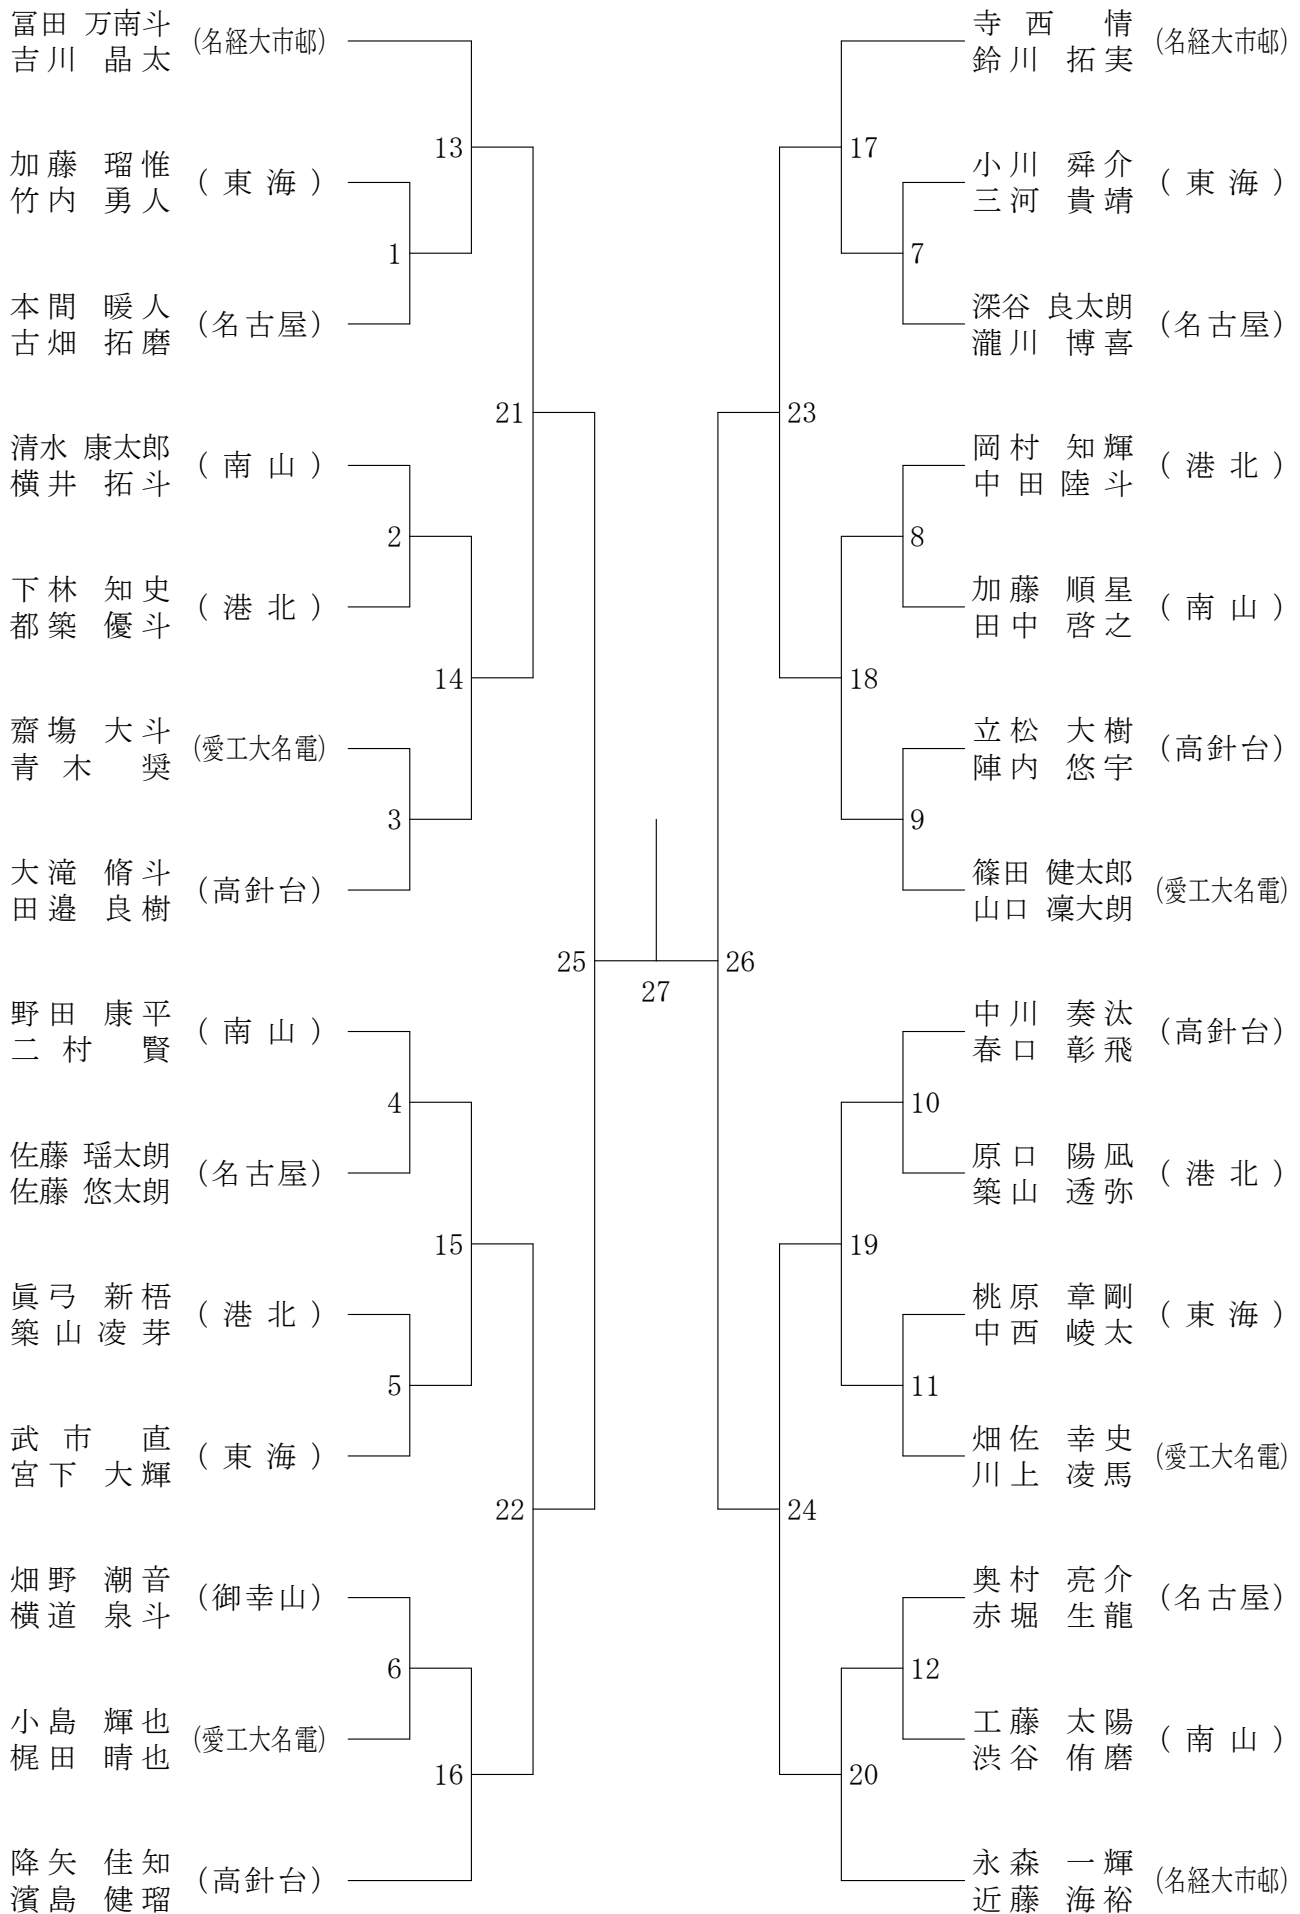 冨田 万南斗 (名経大市邨)
吉川 晶太
13
加藤 瑠惟 (東海)
竹内 勇人
1
本間 暖人 (名古屋)
古畑 拓磨
21
清水 康太郎 (南山)
横井 拓斗
2
下林 知史 (港北)
都築 優斗
14
齋場 大斗 (愛工大名電)
青木 奨
3
大滝 脩斗 (高針台)
田邉 良樹
25
野田 康平 (南山)
二村 賢
4
佐藤 瑶太朗 (名古屋)
佐藤 悠太朗
15
眞弓 新梧 (港北)
築山 凌芽
5
武市 直 (東海)
宮下 大輝
22
畑野 潮音 (御幸山)
横道 泉斗
6
小島 輝也 (愛工大名電)
梶田 晴也
16
降矢 佳知 (高針台)
濱島 健瑠
27
寺西 情 (名経大市邨)
鈴川 拓実
17
小川 舜介 (東海)
三河 貴靖
7
深谷 良太朗 (名古屋)
瀧川 博喜
23
岡村 知輝 (港北)
中田 陸斗
8
加藤 順星 (南山)
田中 啓之
18
立松 大樹 (高針台)
陣内 悠宇
9
篠田 健太郎 (愛工大名電)
山口 凜大朗
26
中川 奏汰 (高針台)
春口 彰飛
10
原口 陽凪 (港北)
築山 透弥
19
桃原 章剛 (東海)
中西 崚太
11
畑佐 幸史 (愛工大名電)
川上 凌馬
24
奥村 亮介 (名古屋)
赤堀 生龍
12
工藤 太陽 (南山)
渋谷 侑磨
20
永森 一輝 (名経大市邨)
近藤 海裕